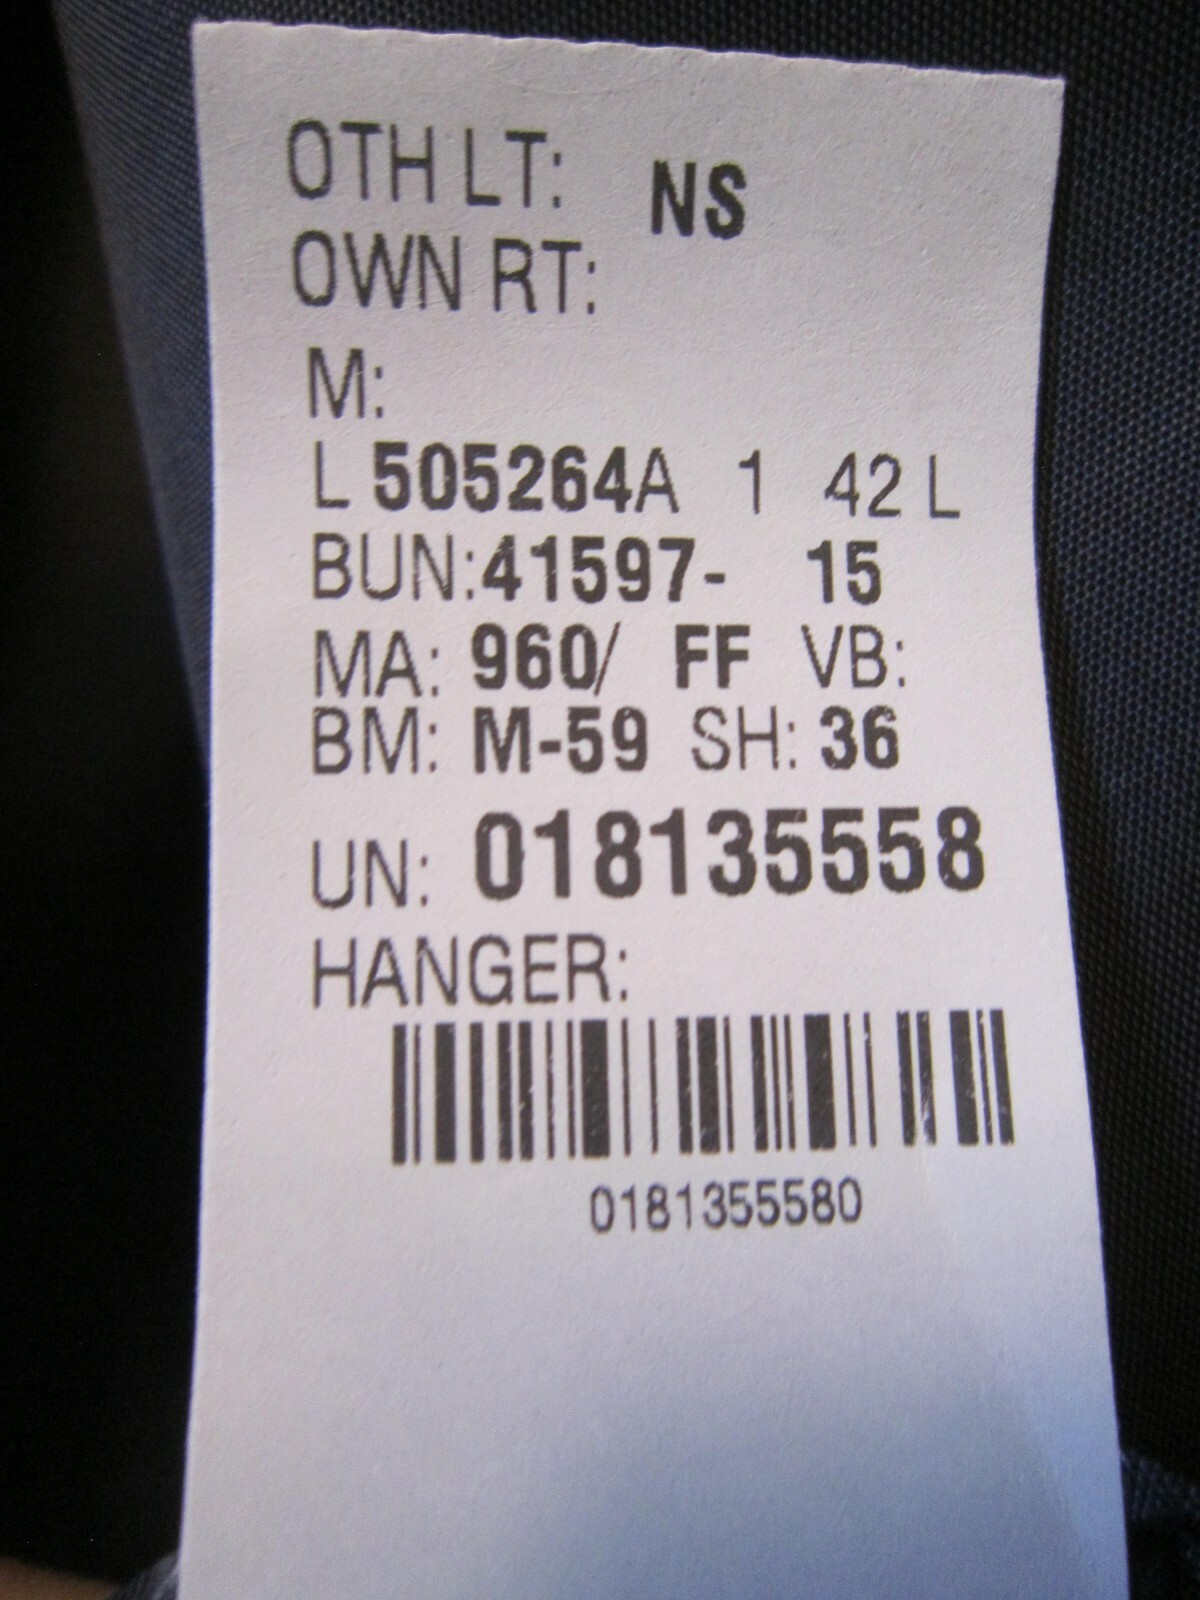 OTH LT: NS
OWN RT:
M:
L 505264A 1 42 L
BUN:41597- 15
MA: 960/ FF VB:
BM: M-59 SH: 36
UN: 018135558
HANGER:
0181355580